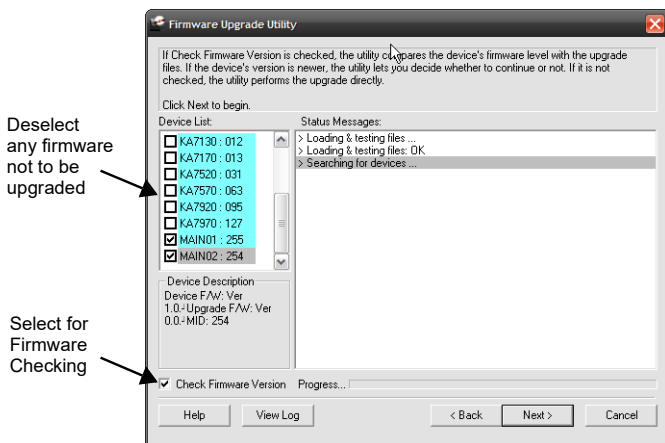 Firmware Upgrade Utility
If Check Firmware Version is checked, the utility compares the device's firmware level with the upgrade
files. If the device's version is newer, the utility lets you decide whether to continue or not. If it is not
checked, the utility performs the upgrade directly.
Click Next to begin.
Deselect
any firmware
not to be
upgraded
Device List:
KA7130 : 012
KA7170 : 013
KA7520 : 031
KA7570 : 063
KA7920 : 095
KA7970 : 127
MAIN01 : 255
MAIN02 : 254
Status Messages:
> Loading & testing files ...
> Loading & testing files: OK
> Searching for devices ...
Device Description
Device F/W: Ver
1.0.- Upgrade F/W: Ver
0.0.- MID: 254
Select for
Firmware
Checking
Check Firmware Version Progress...
Help View Log < Back Next > Cancel